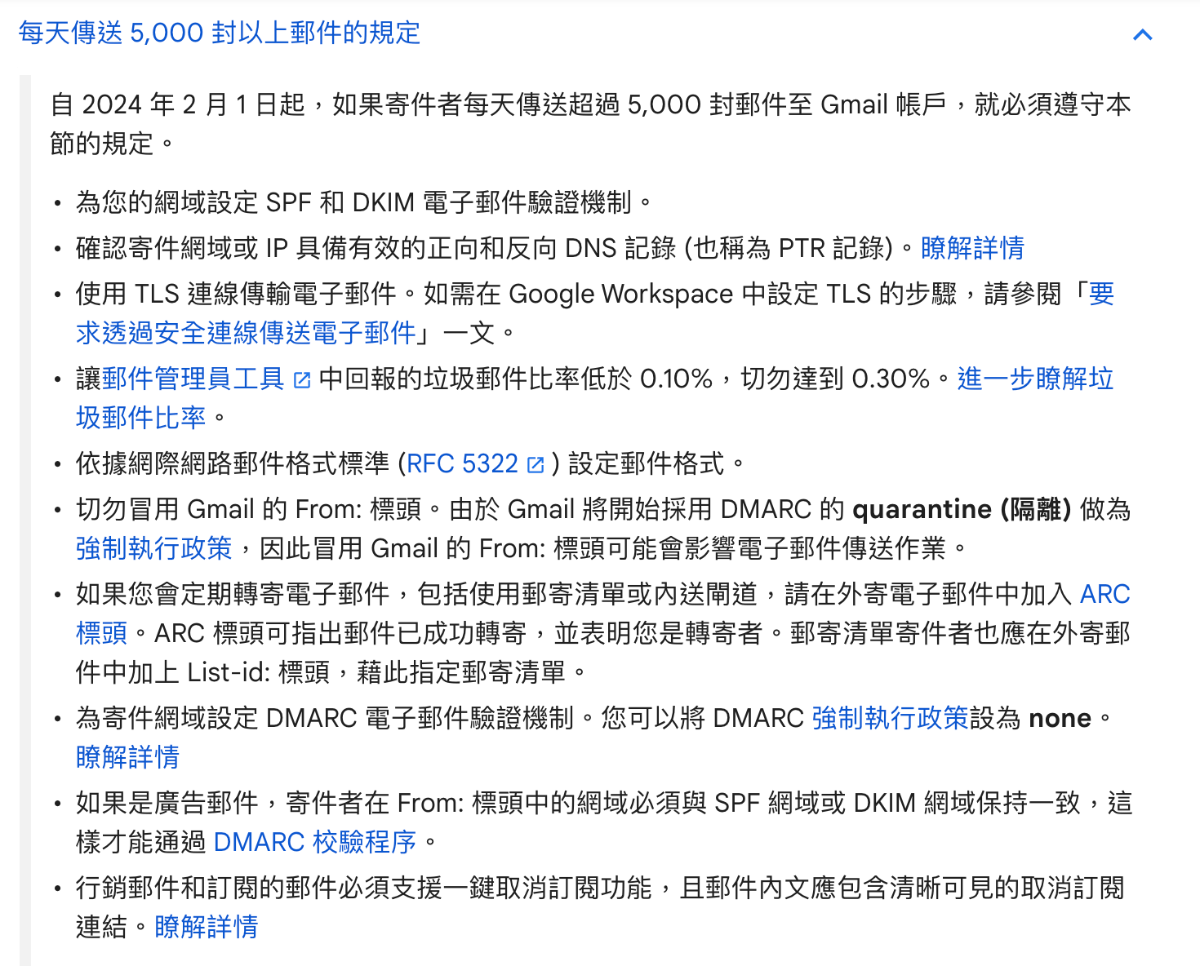 每天傳送 5,000 封以上郵件的規定
自 2024 年 2 月 1 日起，如果寄件者每天傳送超過 5,000 封郵件至 Gmail 帳戶，就必須遵守本
節的規定。
• 為您的網域設定 SPF 和 DKIM 電子郵件驗證機制。
• 確認寄件網域或 IP 具備有效的正向和反向 DNS 記錄 (也稱為 PTR 記錄)。瞭解詳情
• 使用 TLS 連線傳輸電子郵件。如需在 Google Workspace 中設定 TLS 的步驟，請參閱「要
求透過安全連線傳送電子郵件」一文。
• 讓郵件管理員工具 中回報的垃圾郵件比率低於 0.10%，切勿達到 0.30%。進一步瞭解垃
圾郵件比率。
• 依據網際網路郵件格式標準 (RFC 5322 ) 設定郵件格式。
• 切勿冒用 Gmail 的 From: 標頭。由於 Gmail 將開始採用 DMARC 的 quarantine (隔離) 做為
強制執行政策，因此冒用 Gmail 的 From: 標頭可能會影響電子郵件傳送作業。
• 如果您會定期轉寄電子郵件，包括使用郵寄清單或內送閘道，請在外寄電子郵件中加入 ARC
標頭。ARC 標頭可指出郵件已成功轉寄，並表明您是轉寄者。郵寄清單寄件者也應在外寄郵
件中加上 List-id: 標頭，藉此指定郵寄清單。
• 為寄件網域設定 DMARC 電子郵件驗證機制。您可以將 DMARC 強制執行政策設為 none。
瞭解詳情
• 如果是廣告郵件，寄件者在 From: 標頭中的網域必須與 SPF 網域或 DKIM 網域保持一致，這
樣才能通過 DMARC 校驗程序。
• 行銷郵件和訂閱的郵件必須支援一鍵取消訂閱功能，且郵件內文應包含清晰可見的取消訂閱
連結。瞭解詳情